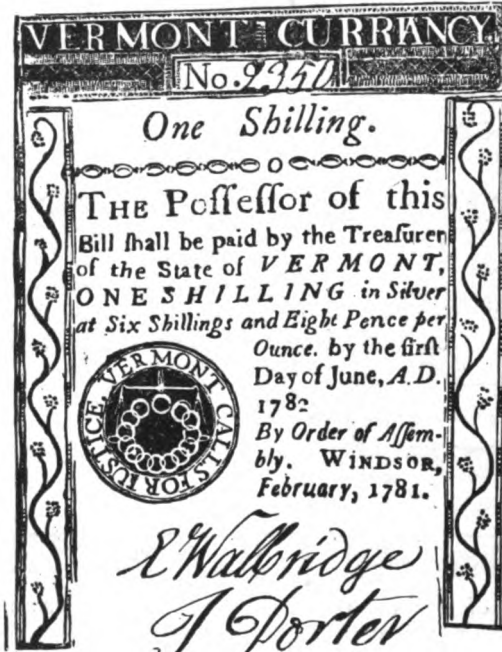 VERMONT CURRANCY.
No. 2350
One Shilling.
THE Poſſeſſor of this
Bill ſhall be paid by the Treaſurer
of the State of VERMONT,
ONE SHILLING in Silver
at Six Shillings and Eight Pence per
Ounce. by the firſt
Day of June, A.D.
1782
By Order of Aſſem-
bly. WINDSOR,
February, 1781.
VERMONT CALLS FOR JUSTICE,
E Walbridge
J Porter